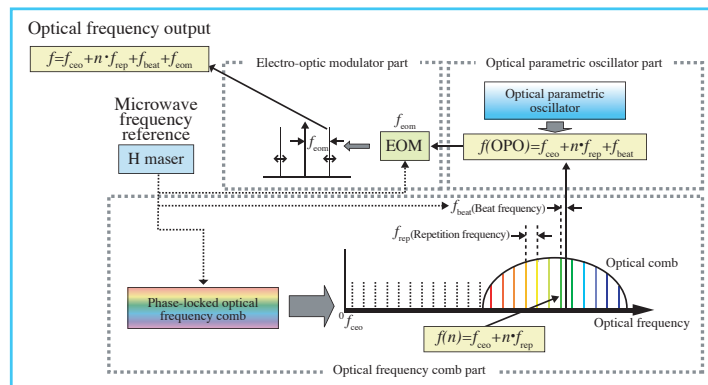 Optical frequency output
f=fceo+n•frep+fbeat+feom
Electro-optic modulator part
Optical parametric oscillator part
Microwave
frequency
reference
H maser
feom
feom
EOM
Optical parametric
oscillator
f(OPO)=fceo+n•frep+fbeat
fbeat(Beat frequency)
frep(Repetition frequency)
Optical comb
Phase-locked optical
frequency comb
0
fceo
Optical frequency
f(n)=fceo+n•frep
Optical frequency comb part